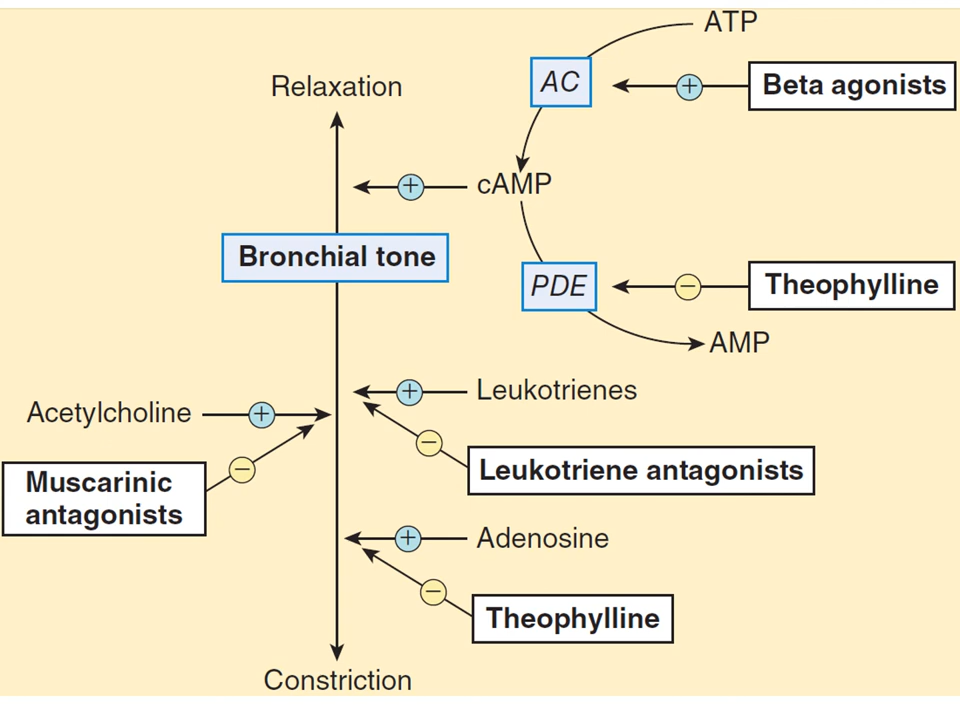 ATP
AC
+
Beta agonists
Relaxation
+
cAMP
Bronchial tone
PDE
−
Theophylline
AMP
+
Leukotrienes
Acetylcholine
+
−
Leukotriene antagonists
−
Muscarinic
antagonists
+
Adenosine
−
Theophylline
Constriction